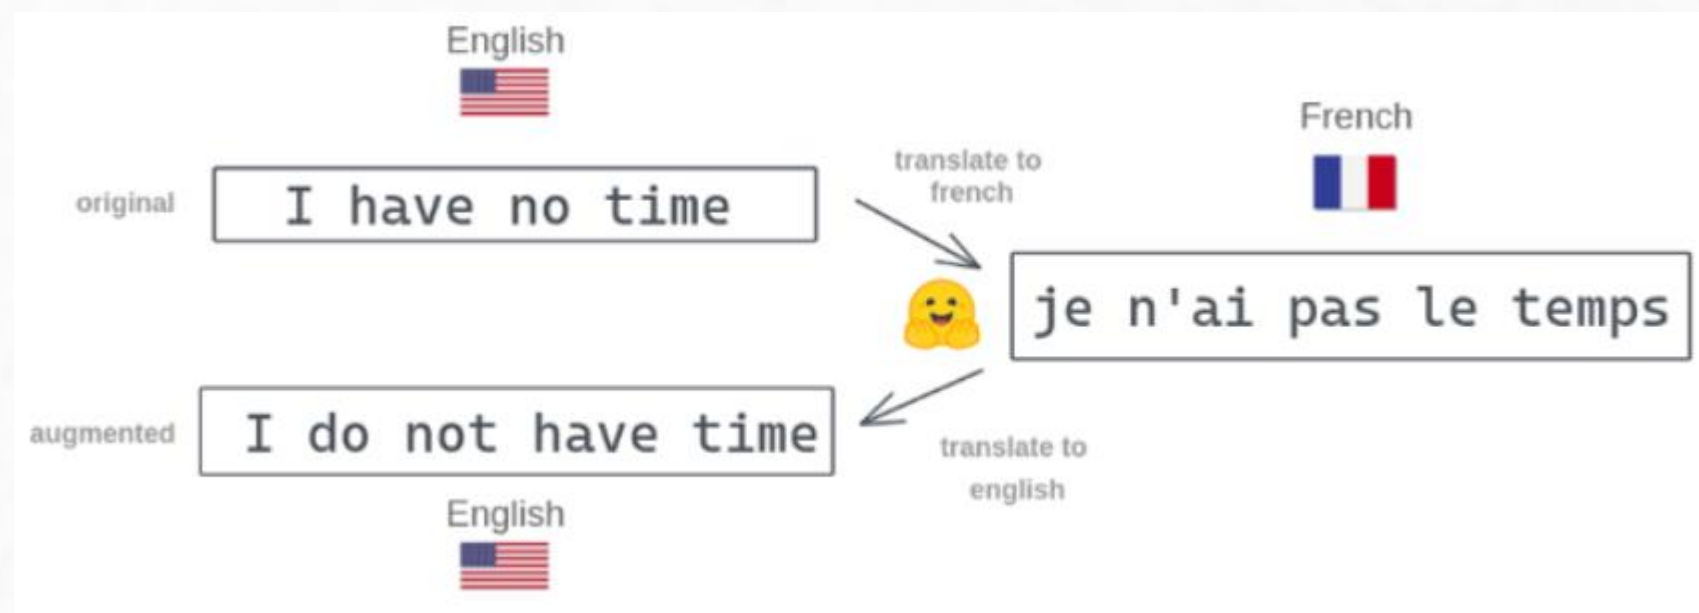 English
original
I have no time
translate to
french
French
je n'ai pas le temps
augmented
I do not have time
translate to
english
English